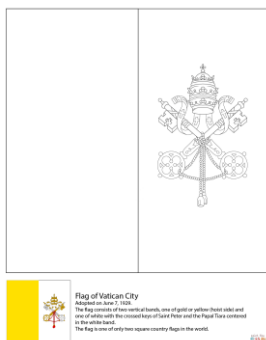 Flag of Vatican City
Adopted on June 7, 1929.
The flag consists of two vertical bands, one of gold or yellow (hoist side) and
one of white with the crossed keys of Saint Peter and the Papal Tiara centered
in the white band.
The flag is one of only two square country flags in the world.